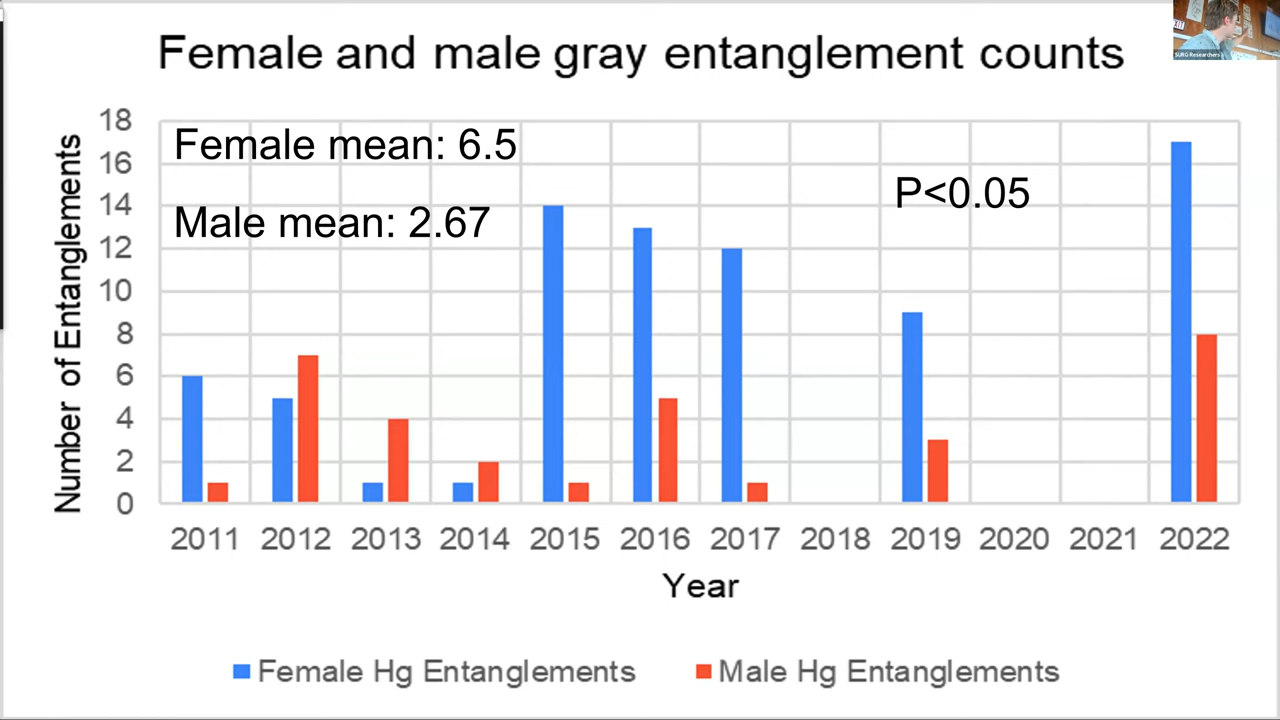 Female and male gray entanglement counts
SURG Researchers
Female mean: 6.5
Male mean: 2.67
P<0.05
Number of Entanglements
18
16
14
12
10
8
6
4
2
0
2011 2012 2013 2014 2015 2016 2017 2018 2019 2020 2021 2022
Year
Female Hg Entanglements Male Hg Entanglements